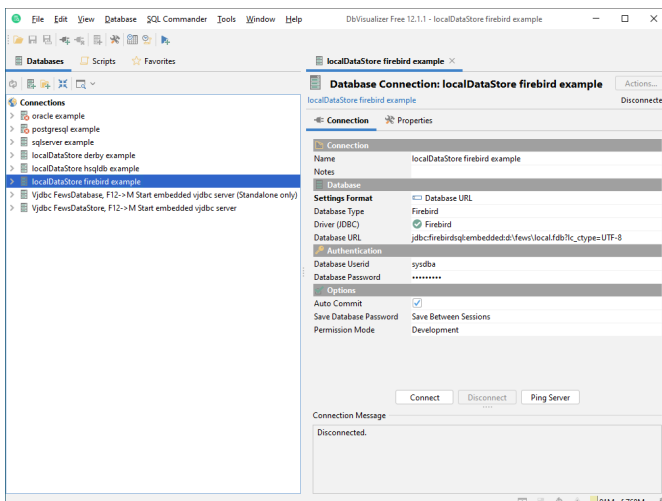 File Edit View Database SQL Commander Tools Window Help
DbVisualizer Free 12.1.1 - localDataStore firebird example
Databases Scripts Favorites
Connections
oracle example
postgresql example
sqlserver example
localDataStore derby example
localDataStore hsqldb example
localDataStore firebird example
Vjdbc FewsDatabase, F12->M Start embedded vjdbc server (Standalone only)
Vjdbc FewsDataStore, F12->M Start embedded vjdbc server
localDataStore firebird example
Database Connection: localDataStore firebird example
Actions...
localDataStore firebird example
Disconnecte
Connection Properties
Connection
Name localDataStore firebird example
Notes
Database
Settings Format Database URL
Database Type Firebird
Driver (JDBC) Firebird
Database URL jdbc:firebirdsql:embedded:d:\fews\local.fdb?lc_ctype=UTF-8
Authentication
Database Userid sysdba
Database Password •••••••••
Options
Auto Commit
Save Database Password Save Between Sessions
Permission Mode Development
Connect Disconnect Ping Server
Connection Message
Disconnected.